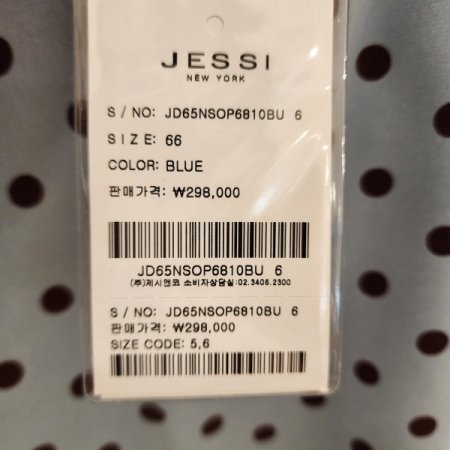 JESSI
NEW YORK
S / NO: JD65NSOP6810BU 6
SIZE: 66
COLOR: BLUE
판매가격: ₩298,000
JD65NSOP6810BU 6
(주)제시앤코 소비자상담실:02.3406.2300
S / NO: JD65NSOP6810BU 6
판매가격: ₩298,000
SIZE CODE: 5,6